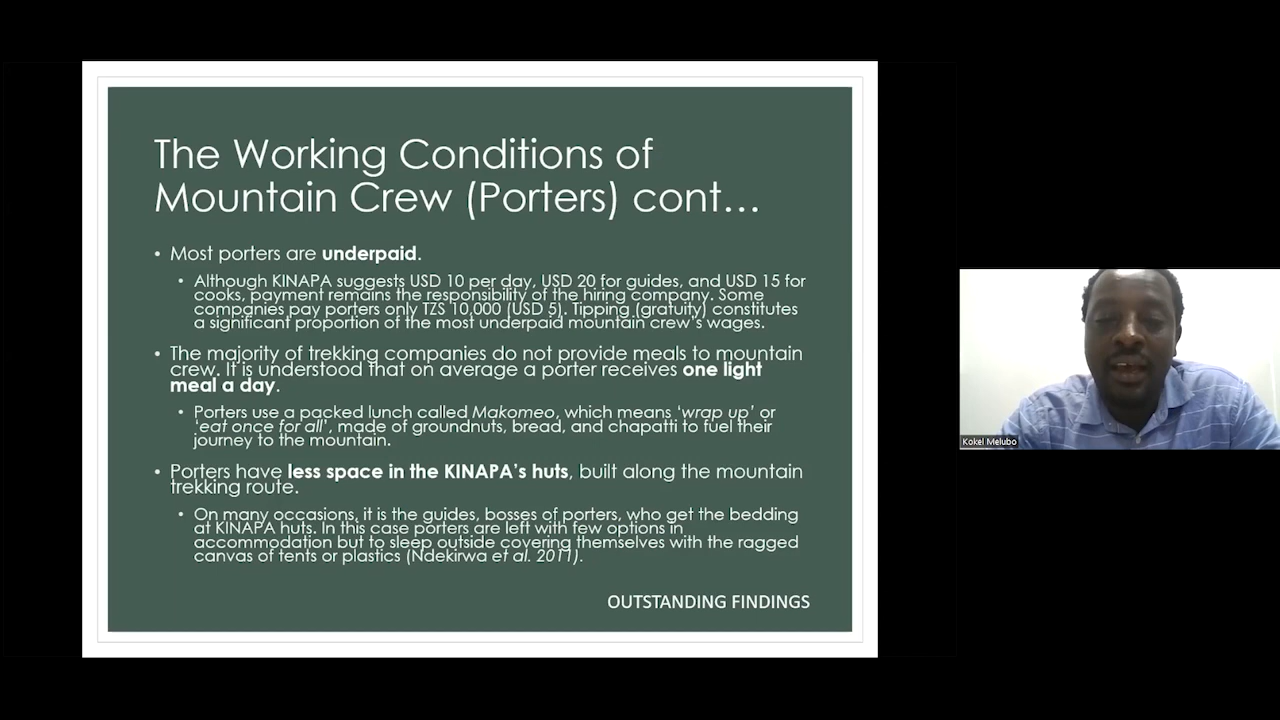 The Working Conditions of
Mountain Crew (Porters) cont…
• Most porters are underpaid.
• Although KINAPA suggests USD 10 per day, USD 20 for guides, and USD 15 for
cooks, payment remains the responsibility of the hiring company. Some
companies pay porters only TZS 10,000 (USD 5). Tipping (gratuity) constitutes
a significant proportion of the most underpaid mountain crew's wages.
• The majority of trekking companies do not provide meals to mountain
crew. It is understood that on average a porter receives one light
meal a day.
• Porters use a packed lunch called Makomeo, which means ‘wrap up’ or
‘eat once for all’, made of groundnuts, bread, and chapatti to fuel their
journey to the mountain.
• Porters have less space in the KINAPA’s huts, built along the mountain
trekking route.
• On many occasions, it is the guides, bosses of porters, who get the bedding
at KINAPA huts. In this case porters are left with few options in
accommodation but to sleep outside covering themselves with the ragged
canvas of tents or plastics (Ndekirwa et al. 2011).
OUTSTANDING FINDINGS
Kokel Melubo